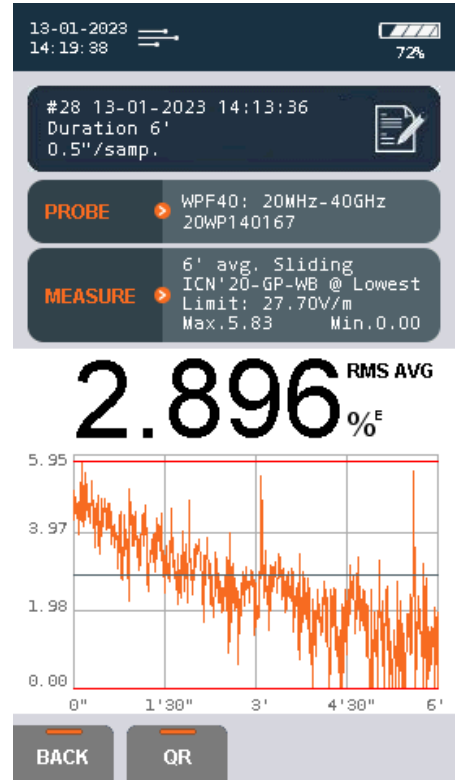 13-01-2023
14:19:38
72%
#28 13-01-2023 14:13:36
Duration 6'
0.5"/samp.
PROBE
WPF40: 20MHz-40GHz
20WP140167
MEASURE
6' avg. Sliding
ICN'20-GP-WB @ Lowest
Limit: 27.70V/m
Max.5.83 Min.0.00
2.896 RMS AVG
%E
5.95
3.97
1.98
0.00
0" 1'30" 3' 4'30" 6'
BACK QR